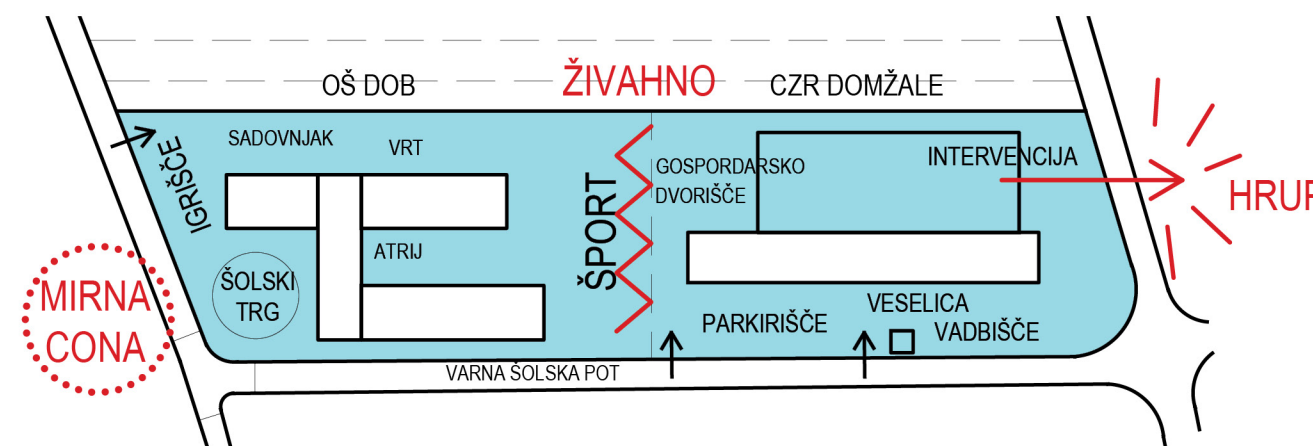 OŠ DOB
ŽIVAHNO
CZR DOMŽALE
SADOVNJAK
VRT
IGRIŠČE
ŠPORT
GOSPORDARSKO
DVORIŠČE
INTERVENCIJA
HRUP
ATRIJ
ŠOLSKI
TRG
MIRNA
CONA
PARKIRIŠČE
VESELICA
VADBIŠČE
VARNA ŠOLSKA POT